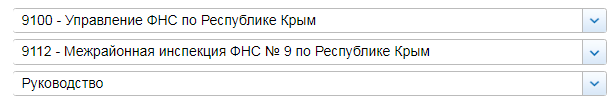 9100 - Управление ФНС по Республике Крым
9112 - Межрайонная инспекция ФНС № 9 по Республике Крым
Руководство